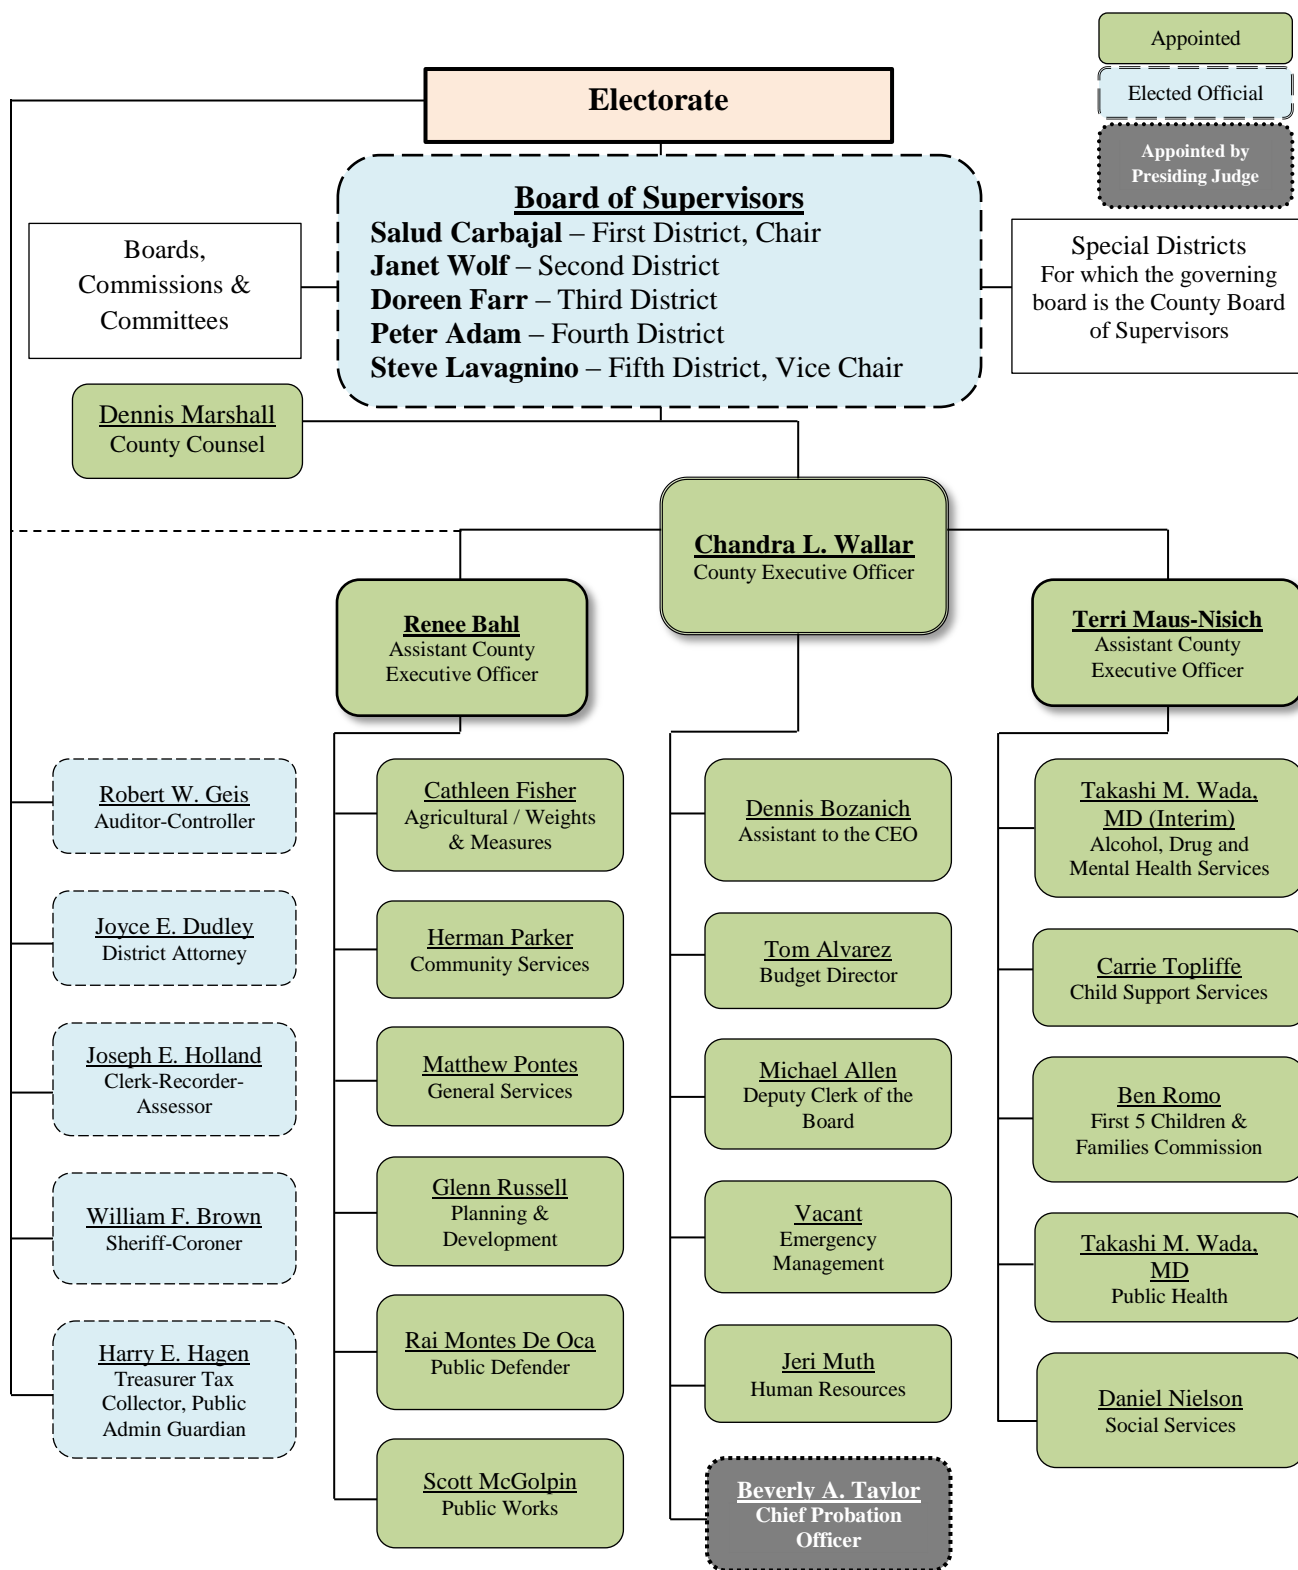 Appointed
Elected Official
Appointed by
Presiding Judge
Electorate
Board of Supervisors
Salud Carbajal – First District, Chair
Janet Wolf – Second District
Doreen Farr – Third District
Peter Adam – Fourth District
Steve Lavagnino – Fifth District, Vice Chair
Boards,
Commissions &
Committees
Special Districts
For which the governing
board is the County Board
of Supervisors
Dennis Marshall
County Counsel
Chandra L. Wallar
County Executive Officer
Renee Bahl
Assistant County
Executive Officer
Terri Maus-Nisich
Assistant County
Executive Officer
Robert W. Geis
Auditor-Controller
Joyce E. Dudley
District Attorney
Joseph E. Holland
Clerk-Recorder-
Assessor
William F. Brown
Sheriff-Coroner
Harry E. Hagen
Treasurer Tax
Collector, Public
Admin Guardian
Cathleen Fisher
Agricultural / Weights
& Measures
Herman Parker
Community Services
Matthew Pontes
General Services
Glenn Russell
Planning &
Development
Rai Montes De Oca
Public Defender
Scott McGolpin
Public Works
Dennis Bozanich
Assistant to the CEO
Tom Alvarez
Budget Director
Michael Allen
Deputy Clerk of the
Board
Vacant
Emergency
Management
Jeri Muth
Human Resources
Beverly A. Taylor
Chief Probation
Officer
Takashi M. Wada,
MD (Interim)
Alcohol, Drug and
Mental Health Services
Carrie Topliffe
Child Support Services
Ben Romo
First 5 Children &
Families Commission
Takashi M. Wada,
MD
Public Health
Daniel Nielson
Social Services